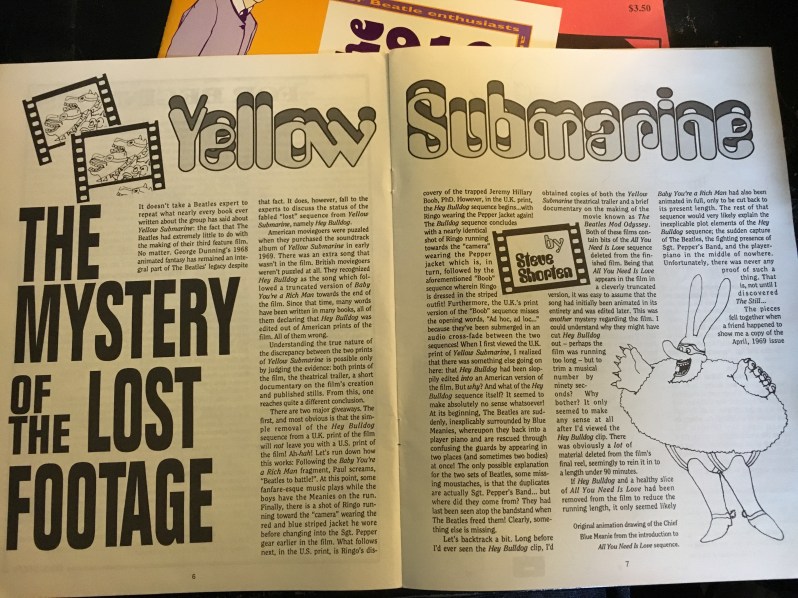 r Beatle enthusiasts
$3.50
Yellow Submarine
THE
MYSTERY
OF
THE LOST
FOOTAGE
It doesn't take a Beatles expert to
repeat what nearly every book ever
written about the group has said about
Yellow Submarine: the fact that The
Beatles had extremely little to do with
the making of their third feature film.
No matter. George Dunning's 1968
animated fantasy has remained an inte-
gral part of The Beatles' legacy despite
that fact. It does, however, fall to the
experts to discuss the status of the
fabled "lost" sequence from Yellow
Submarine, namely Hey Bulldog.
American moviegoers were puzzled
when they purchased the soundtrack
album of Yellow Submarine in early
1969. There was an extra song that
wasn't in the film. British moviegoers
weren't puzzled at all. They recognized
Hey Bulldog as the song which fol-
lowed a truncated version of Baby
You're a Rich Man towards the end of
the film. Since that time, many words
have been written in many books, all of
them declaring that Hey Bulldog was
edited out of American prints of the
film. All of them wrong.
Understanding the true nature of
the discrepancy between the two prints
of Yellow Submarine is possible only
by judging the evidence: both prints of
the film, the theatrical trailer, a short
documentary on the film's creation
and published stills. From this, one
reaches quite a different conclusion.
There are two major giveaways. The
first, and most obvious is that the sim-
ple removal of the Hey Bulldog
sequence from a U.K. print of the film
will not leave you with a U.S. print of
the film! Ah-hah! Let's run down how
this works: Following the Baby You're
a Rich Man fragment, Paul screams,
"Beatles to battle!". At this point, some
fanfare-esque music plays while the
boys have the Meanies on the run.
Finally, there is a shot of Ringo run-
ning toward the "camera" wearing the
red and blue striped jacket he wore
before changing into the Sgt. Pepper
gear earlier in the film. What follows
next, in the U.S. print, is Ringo's dis-
6
covery of the trapped Jeremy Hillary
Boob, PhD. However, in the U.K. print,
the Hey Bulldog sequence begins...with
Ringo wearing the Pepper jacket again!
The Bulldog sequence concludes
with a nearly identical
shot of Ringo running
towards the "camera"
wearing the Pepper
jacket which is, in
turn, followed by the
aforementioned "Boob"
sequence wherein Ringo
is dressed in the striped
outfit! Furthermore, the U.K.'s print
version of the "Boob" sequence misses
the opening words, "Ad hoc, al loc..."
because they've been submerged in an
audio cross-fade between the two
sequences! When I first viewed the U.K.
print of Yellow Submarine, I realized
that there was something else going on
here: that Hey Bulldog had been slop-
pily edited into an American version of
the film. But why? And what of the Hey
Bulldog sequence itself? It seemed to
make absolutely no sense whatsoever!
At its beginning, The Beatles are sud-
denly, inexplicably surrounded by Blue
Meanies, whereupon they back into a
player piano and are rescued through
confusing the guards by appearing in
two places (and sometimes two bodies)
at once! The only possible explanation
for the two sets of Beatles, some miss-
ing moustaches, is that the duplicates
are actually Sgt. Pepper's Band... but
where did they come from? They had
last been seen atop the bandstand when
The Beatles freed them! Clearly, some-
thing else is missing.
Let's backtrack a bit. Long before
I'd ever seen the Hey Bulldog clip, I'd
by
Steve
Shorten
obtained copies of both the Yellow
Submarine theatrical trailer and a brief
documentary on the making of the
movie known as The
Beatles Mod Odyssey.
Both of these films con-
tain bits of the All You
Need Is Love sequence
deleted from the fin-
ished film. Being that
All You Need Is Love
appears in the film in
a cleverly truncated
version, it was easy to assume that the
song had initially been animated in its
entirety and was edited later. This was
another mystery regarding the film. I
could understand why they might have
cut Hey Bulldog
out – perhaps the
film was running
too long – but to
trim a musical
number by
ninety sec-
onds? Why
bother? It only
seemed to make
any sense at all
after I'd viewed the
Hey Bulldog clip. There
was obviously a lot of
material deleted from the film's
final reel, seemingly to rein it in to
a length under 90 minutes.
If Hey Bulldog and a healthy slice
of All You Need Is Love had been
removed from the film to reduce the
running length, it only seemed likely
Baby You're a Rich Man had also been
animated in full, only to be cut back to
its present length. The rest of that
sequence would very likely explain the
inexplicable plot elements of the Hey
Bulldog sequence; the sudden capture
of The Beatles, the fighting presence of
Sgt. Pepper's Band, and the player-
piano in the middle of nowhere.
Unfortunately, there was never any
proof of such a
thing. That
is, not until I
discovered
The Still...
The pieces
fell together when
a friend happened to
show me a copy of the
April, 1969 issue
Original animation drawing of the Chief
Blue Meanie from the introduction to
All You Need Is Love sequence.
7